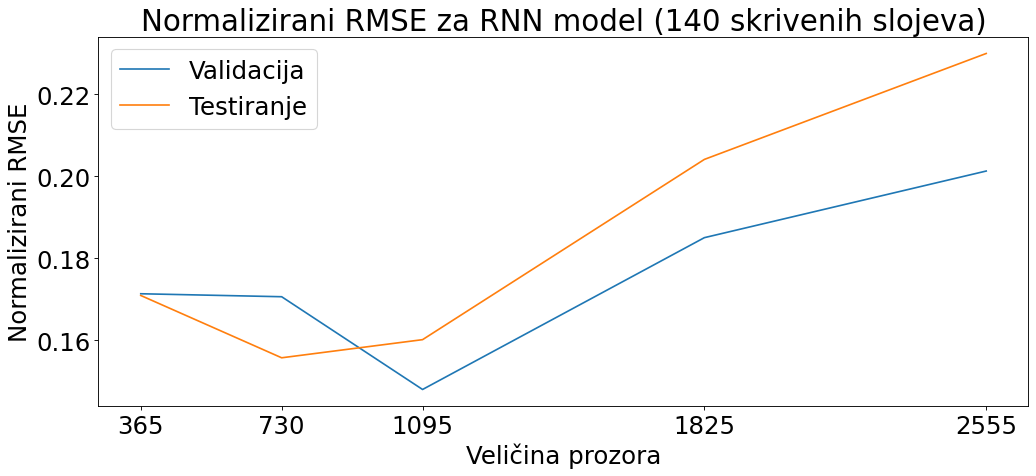 Normalizirani RMSE za RNN model (140 skrivenih slojeva)
Validacija
Testiranje
Normalizirani RMSE
0.22
0.20
0.18
0.16
365 730 1095 1825 2555
Veličina prozora